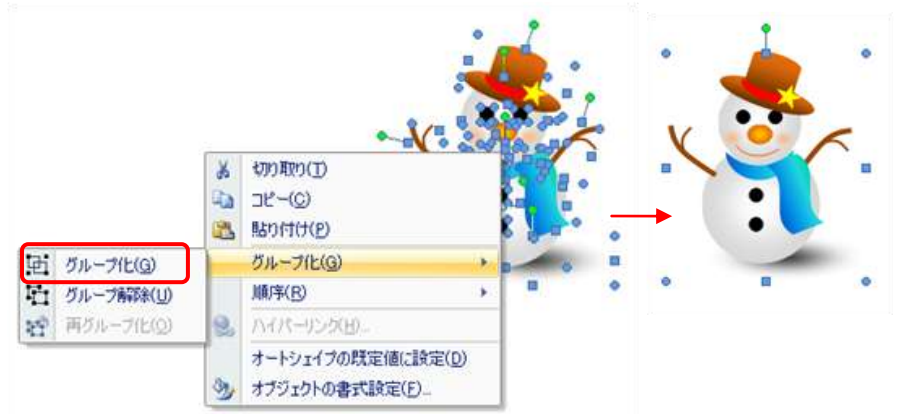 切り取り(T)
コピー(C)
貼り付け(P)
グループ化(G)
順序(R)
ハイパーリンク(H)...
オートシェイプの既定値に設定(D)
オブジェクトの書式設定(F)...
グループ化(G)
グループ解除(U)
再グループ化(O)